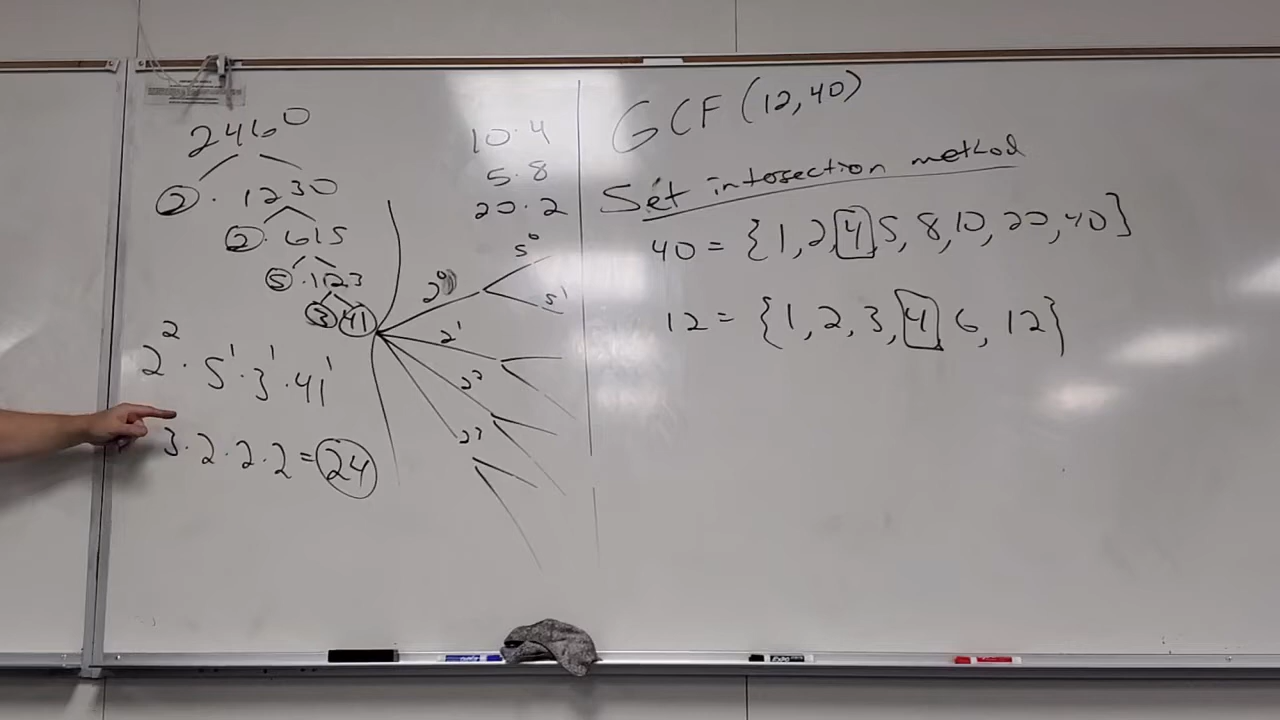 2460
2 · 1230
2 · 615
5 · 123
3 41
2² · 5¹ · 3¹ · 41¹
3 · 2 · 2 · 2 = 24
10 · 4
5 · 8
20 · 2
2⁰
5⁰
5¹
2¹
2²
2³
GCF (12,40)
Set intosection method
40 = {1, 2, 4, 5, 8, 10, 20, 40}
12 = {1, 2, 3, 4, 6, 12}